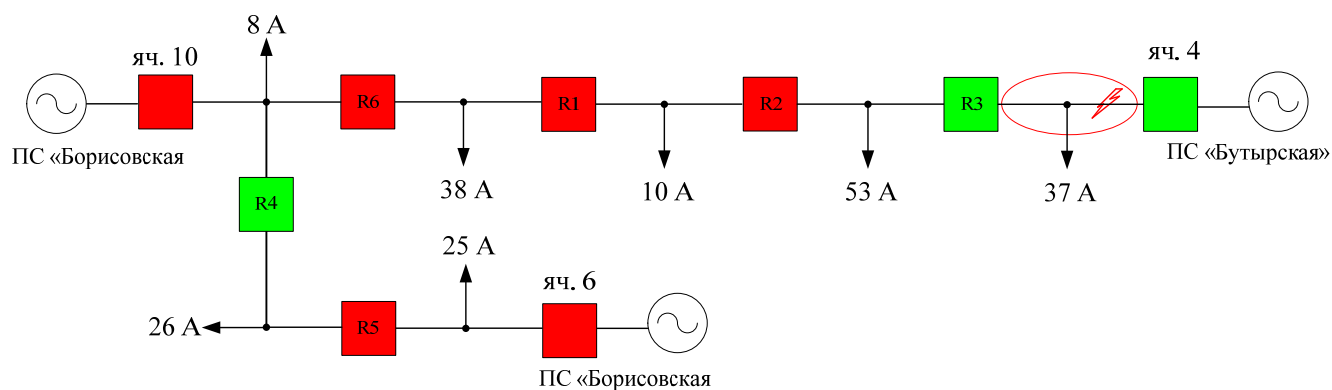 8 А
яч. 10
яч. 4
R6
R1
R2
R3
ПС «Борисовская
ПС «Бутырская»
38 А
10 А
53 А
37 А
R4
25 А
яч. 6
26 А
R5
ПС «Борисовская